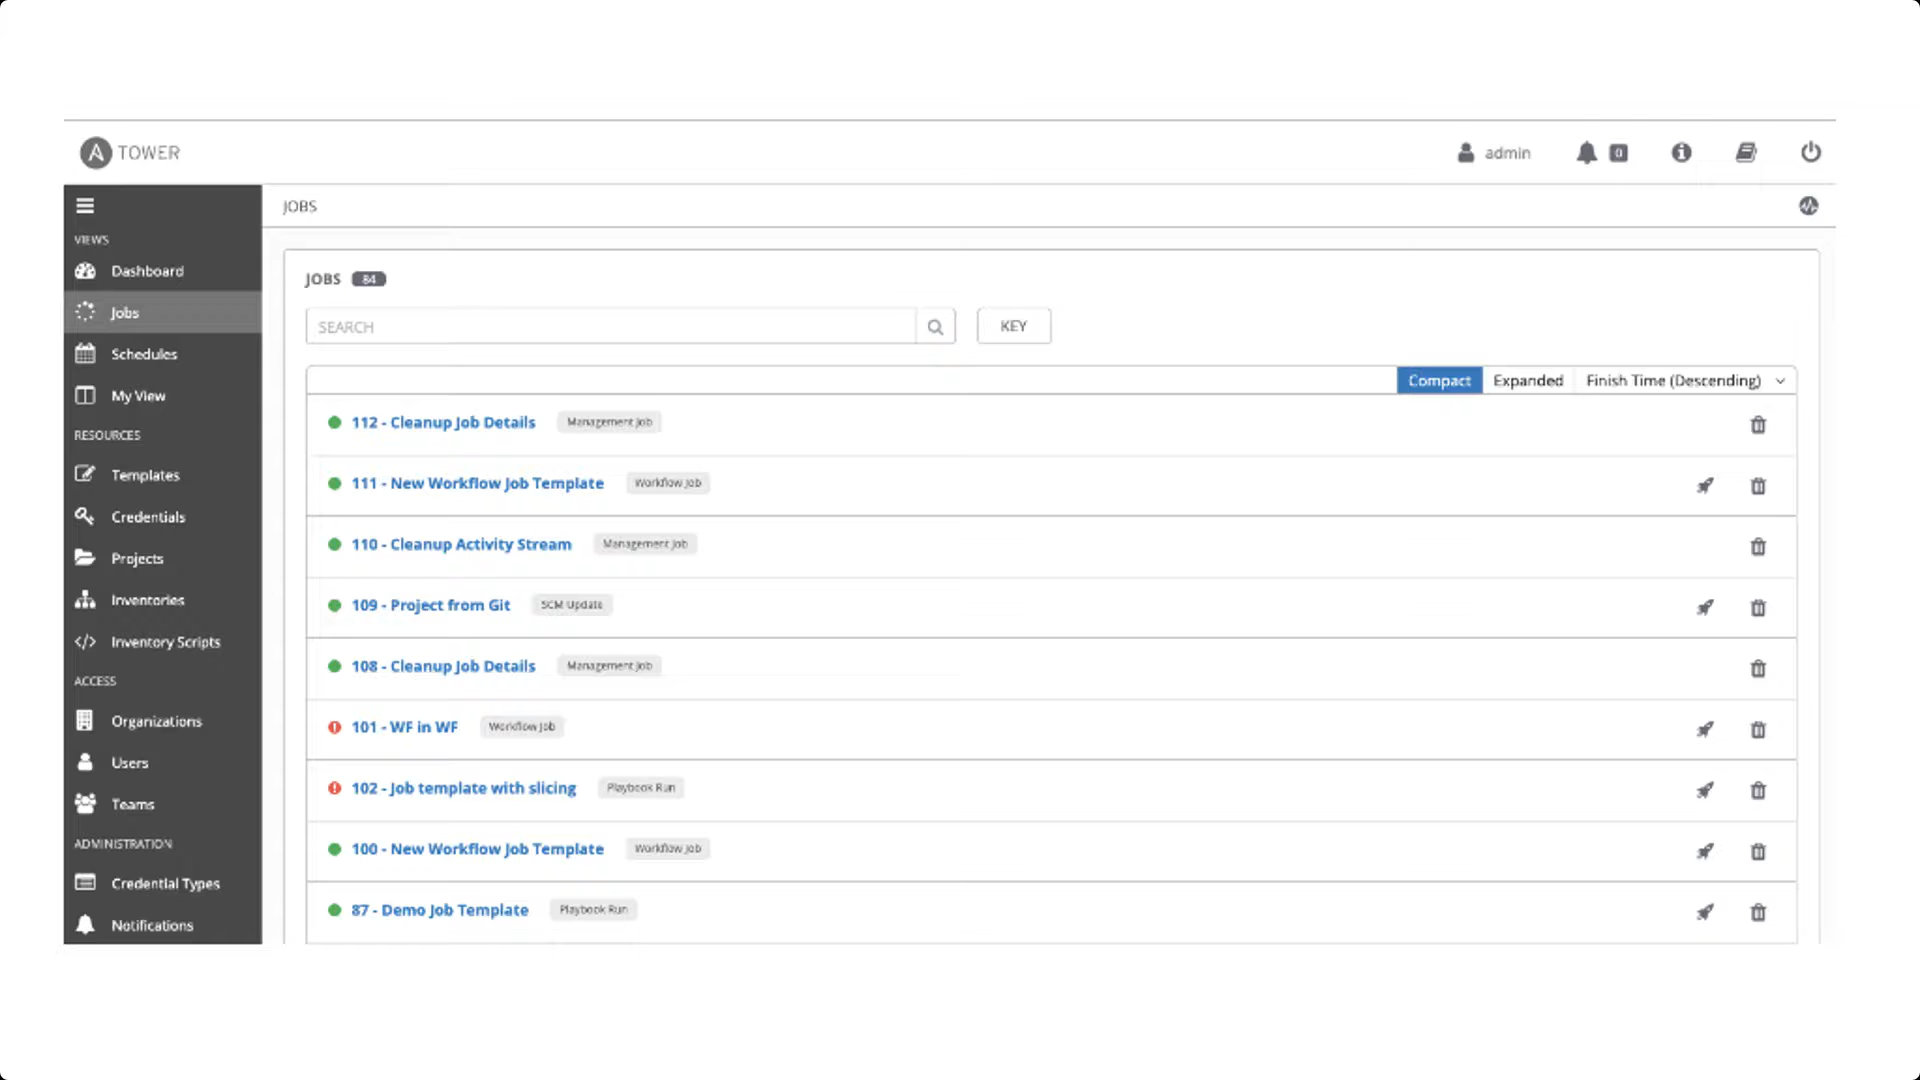 A TOWER
admin
0
VIEWS
Dashboard
Jobs
Schedules
My View
RESOURCES
Templates
Credentials
Projects
Inventories
Inventory Scripts
ACCESS
Organizations
Users
Teams
ADMINISTRATION
Credential Types
Notifications
JOBS
JOBS 84
SEARCH
KEY
Compact Expanded Finish Time (Descending)
112 - Cleanup Job Details Management Job
111 - New Workflow Job Template Workflow Job
110 - Cleanup Activity Stream Management Job
109 - Project from Git SCM Update
108 - Cleanup Job Details Management Job
101 - WF in WF Workflow Job
102 - Job template with slicing Playbook Run
100 - New Workflow Job Template Workflow Job
87 - Demo Job Template Playbook Run